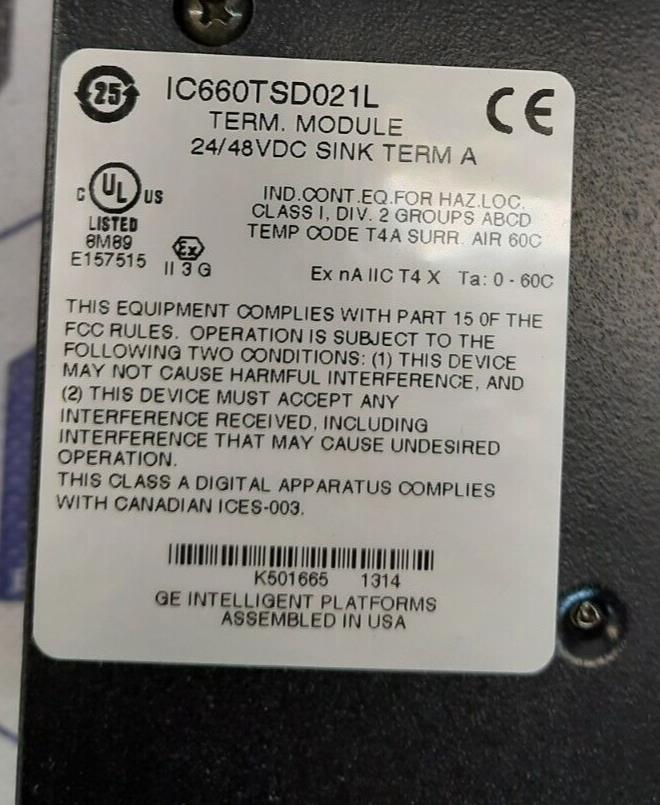 25
IC660TSD021L
CE
TERM. MODULE
24/48VDC SINK TERM A
C UL US
LISTED
8M89
E157515
Ex
II 3 G
IND.CONT.EQ.FOR HAZ.LOC.
CLASS I, DIV. 2 GROUPS ABCD
TEMP CODE T4A SURR. AIR 60C
Ex nA IIC T4 X Ta: 0 - 60C
THIS EQUIPMENT COMPLIES WITH PART 15 OF THE
FCC RULES. OPERATION IS SUBJECT TO THE
FOLLOWING TWO CONDITIONS: (1) THIS DEVICE
MAY NOT CAUSE HARMFUL INTERFERENCE, AND
(2) THIS DEVICE MUST ACCEPT ANY
INTERFERENCE RECEIVED, INCLUDING
INTERFERENCE THAT MAY CAUSE UNDESIRED
OPERATION.
THIS CLASS A DIGITAL APPARATUS COMPLIES
WITH CANADIAN ICES-003.
K501665 1314
GE INTELLIGENT PLATFORMS
ASSEMBLED IN USA